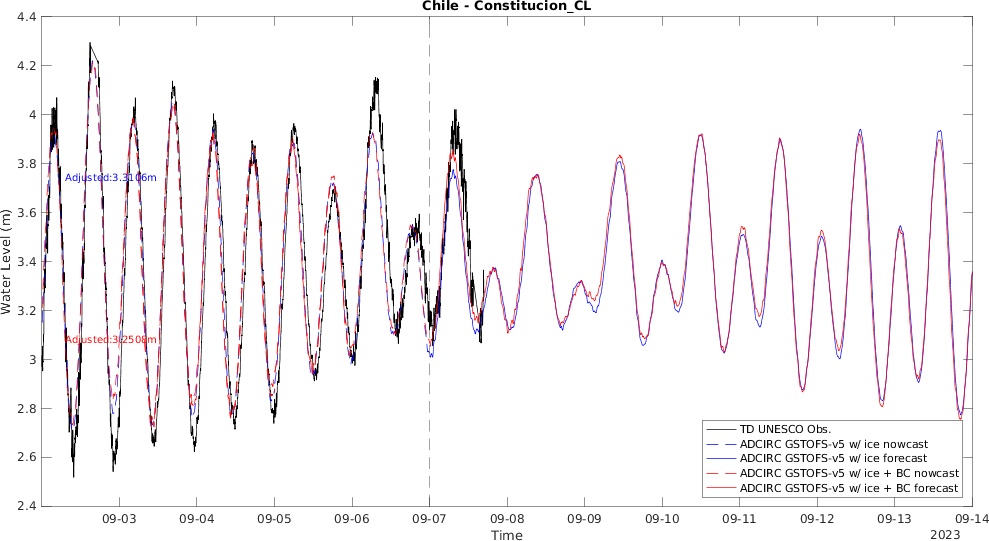 Chile - Constitucion_CL
4.4
4.2
4
3.8
3.6
3.4
3.2
3
2.8
2.6
2.4
Water Level (m)
Adjusted:3.3106m
Adjusted:3.2508m
TD UNESCO Obs.
ADCIRC GSTOFS-v5 w/ ice nowcast
ADCIRC GSTOFS-v5 w/ ice forecast
ADCIRC GSTOFS-v5 w/ ice + BC nowcast
ADCIRC GSTOFS-v5 w/ ice + BC forecast
09-03 09-04 09-05 09-06 09-07 09-08 09-09 09-10 09-11 09-12 09-13 09-14
Time
2023